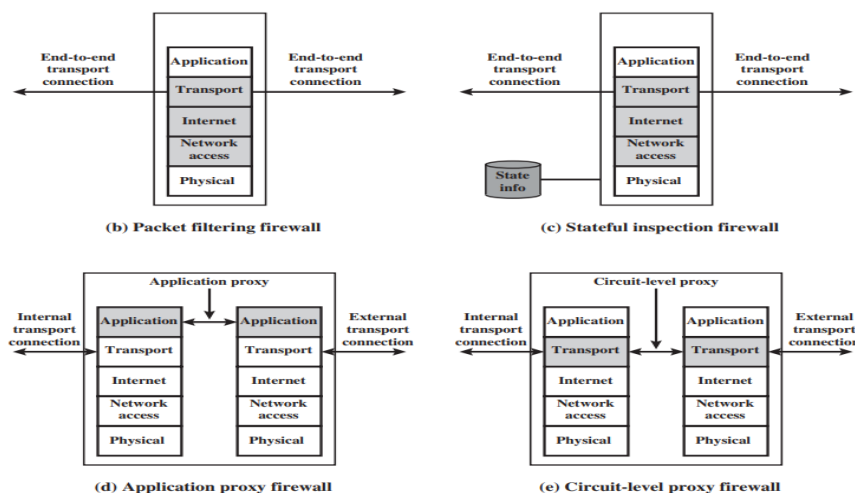 End-to-end
transport
connection
End-to-end
transport
connection
Application
Transport
Internet
Network
access
Physical
(b) Packet filtering firewall
End-to-end
transport
connection
End-to-end
transport
connection
Application
Transport
Internet
Network
access
Physical
State
info
(c) Stateful inspection firewall
Application proxy
Internal
transport
connection
Application
Transport
Internet
Network
access
Physical
Application
Transport
Internet
Network
access
Physical
External
transport
connection
(d) Application proxy firewall
Circuit-level proxy
Internal
transport
connection
Application
Transport
Internet
Network
access
Physical
Application
Transport
Internet
Network
access
Physical
External
transport
connection
(e) Circuit-level proxy firewall